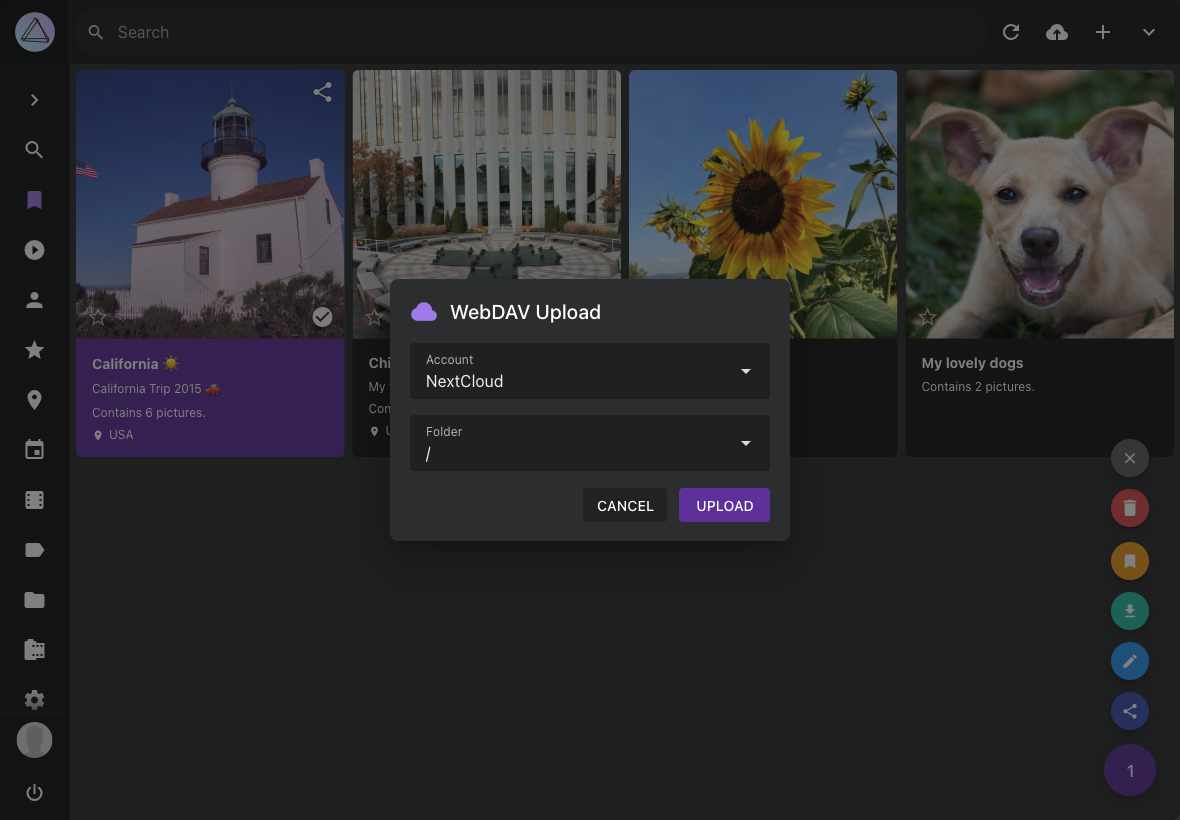 Search
California ☀️
California Trip 2015 🚗
Contains 6 pictures.
USA
Chi
My
Con
My lovely dogs
Contains 2 pictures.
WebDAV Upload
Account
NextCloud
Folder
/
CANCEL
UPLOAD
1